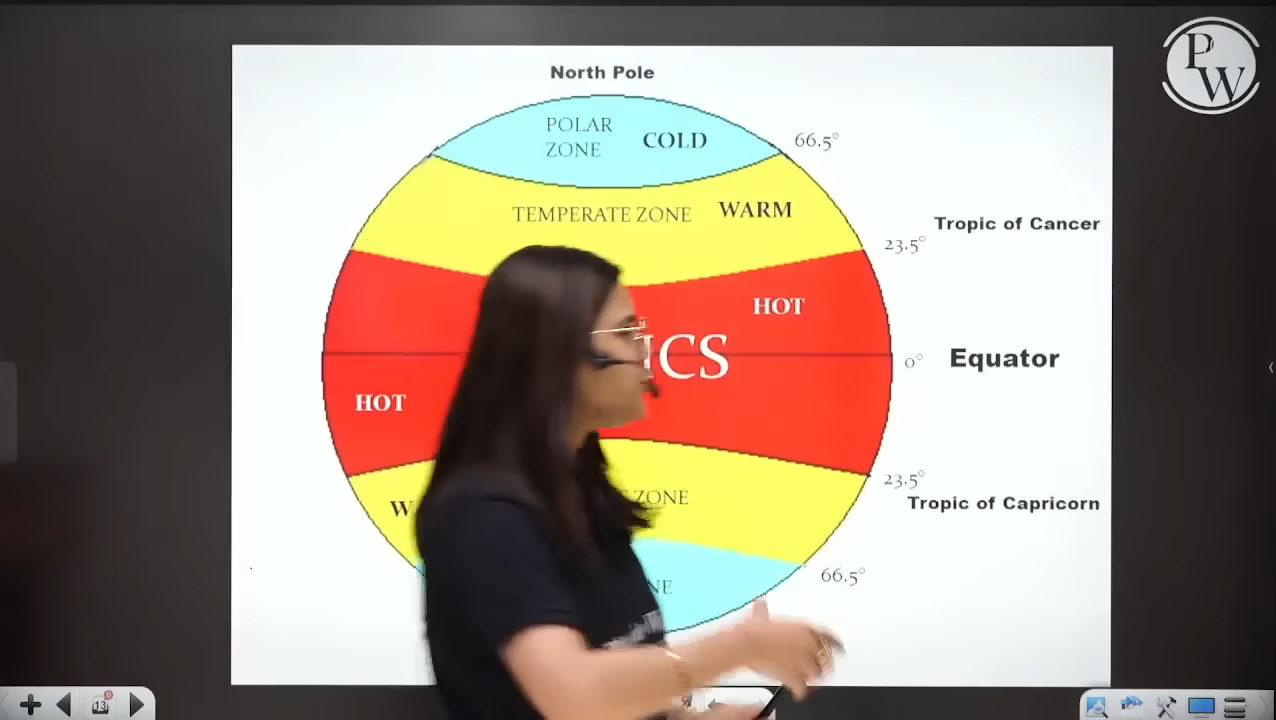 P
W
North Pole
POLAR
ZONE
COLD
66.5°
TEMPERATE ZONE
WARM
Tropic of Cancer
23.5°
HOT
ICS
0°
Equator
HOT
23.5°
ZONE
Tropic of Capricorn
W
66.5°
NE
13